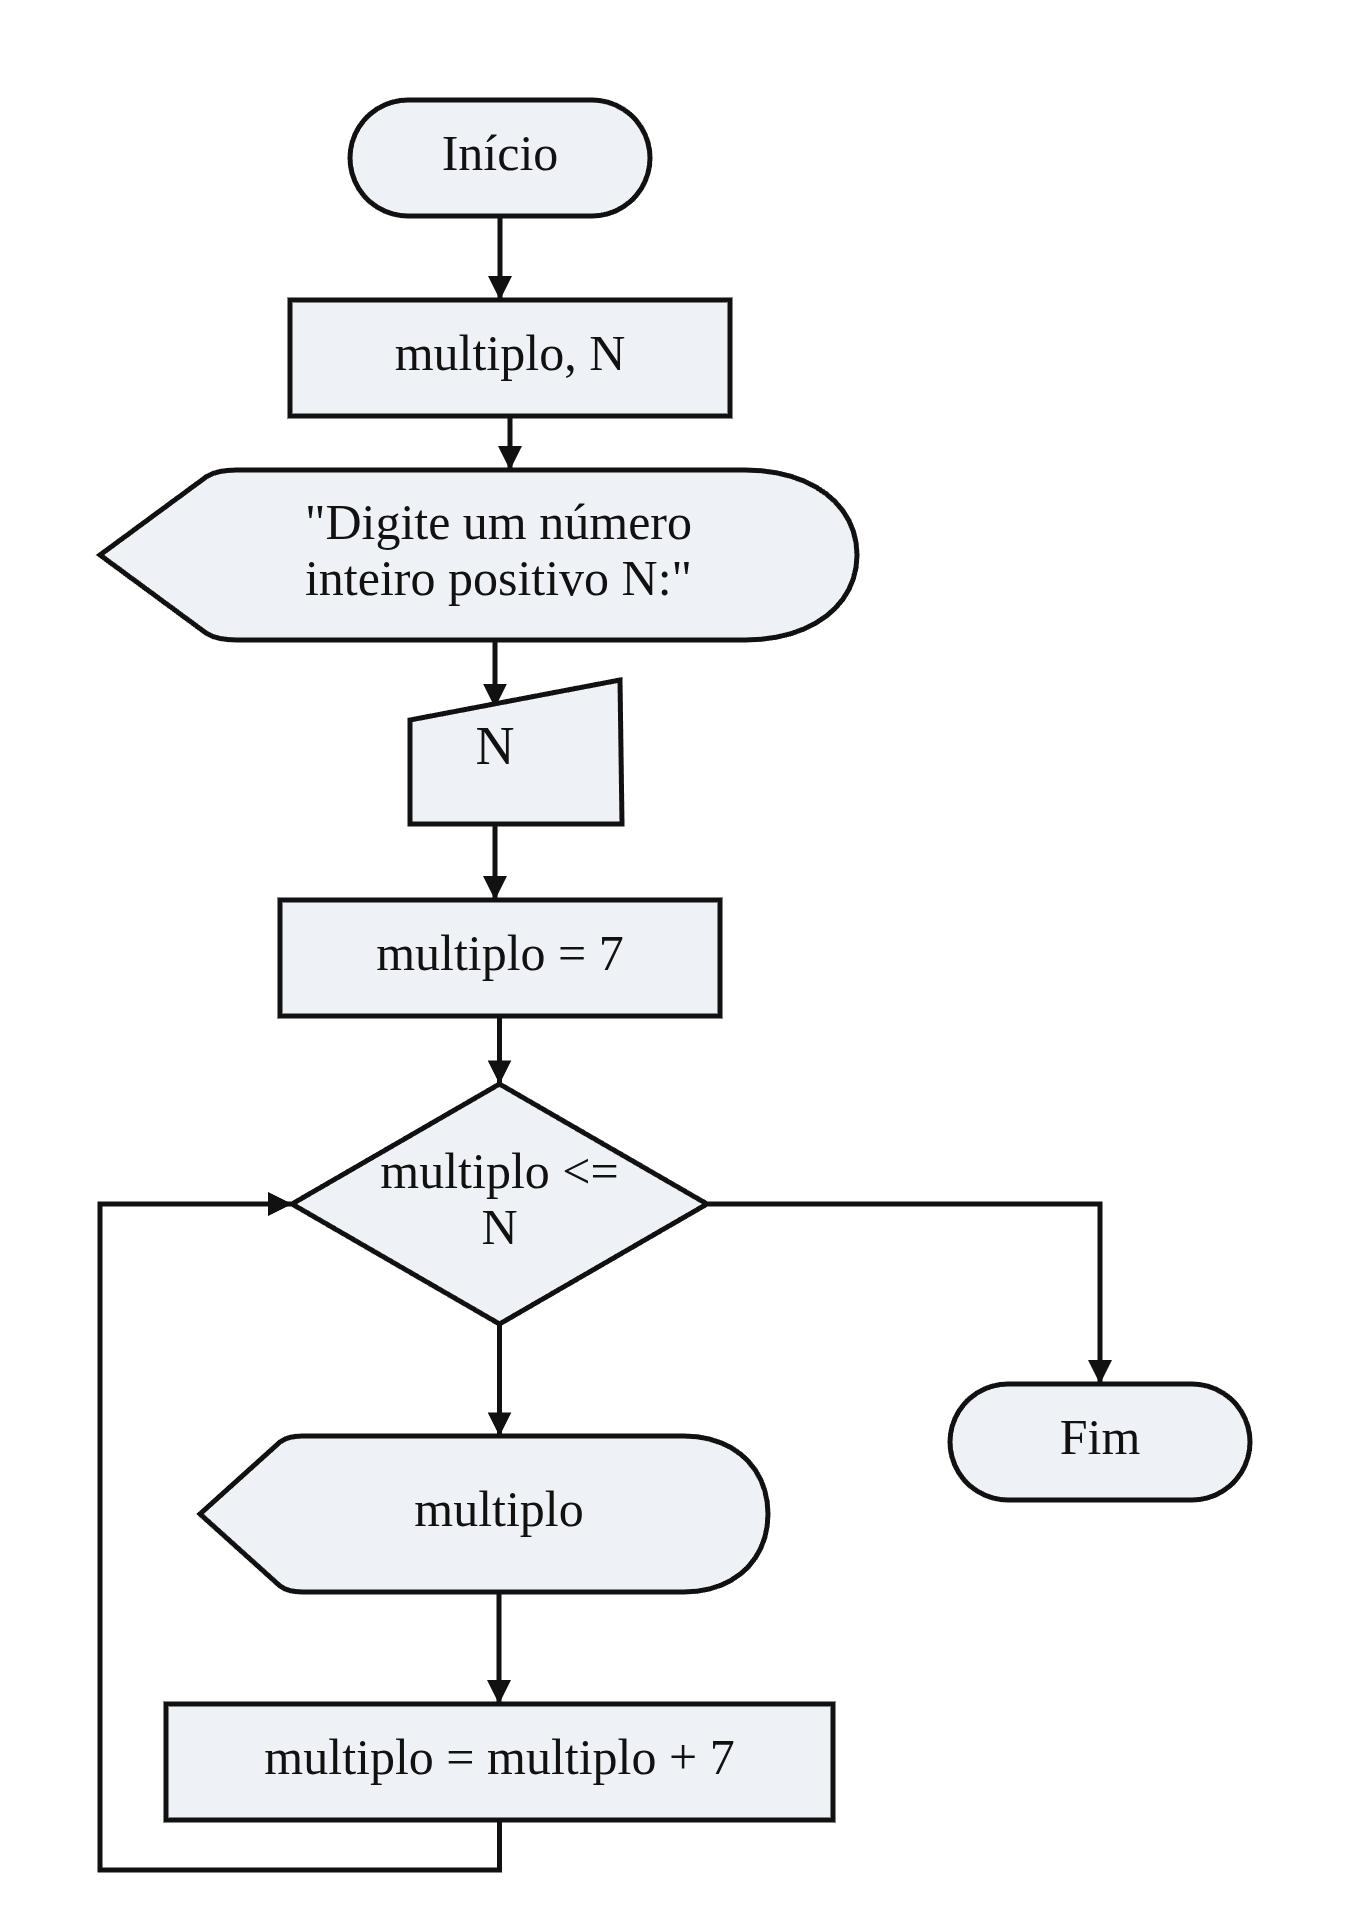 Início
multiplo, N
"Digite um número
inteiro positivo N:"
N
multiplo = 7
multiplo <=
N
multiplo
Fim
multiplo = multiplo + 7